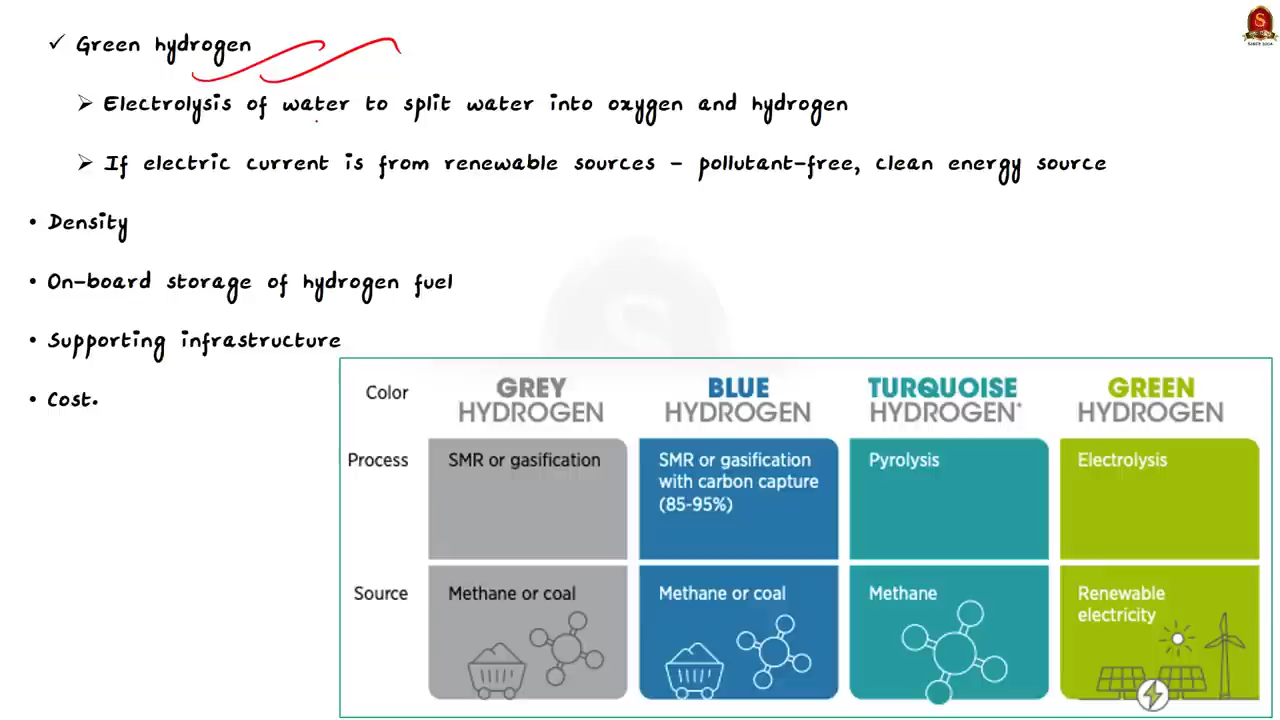 ✓ Green hydrogen
➢ Electrolysis of water to split water into oxygen and hydrogen
➢ If electric current is from renewable sources – pollutant-free, clean energy source
• Density
• On-board storage of hydrogen fuel
• Supporting infrastructure
• Cost.
Color
GREY
HYDROGEN
BLUE
HYDROGEN
TURQUOISE
HYDROGEN*
GREEN
HYDROGEN
Process
SMR or gasification
SMR or gasification
with carbon capture
(85-95%)
Pyrolysis
Electrolysis
Source
Methane or coal
Methane or coal
Methane
Renewable
electricity
S
S